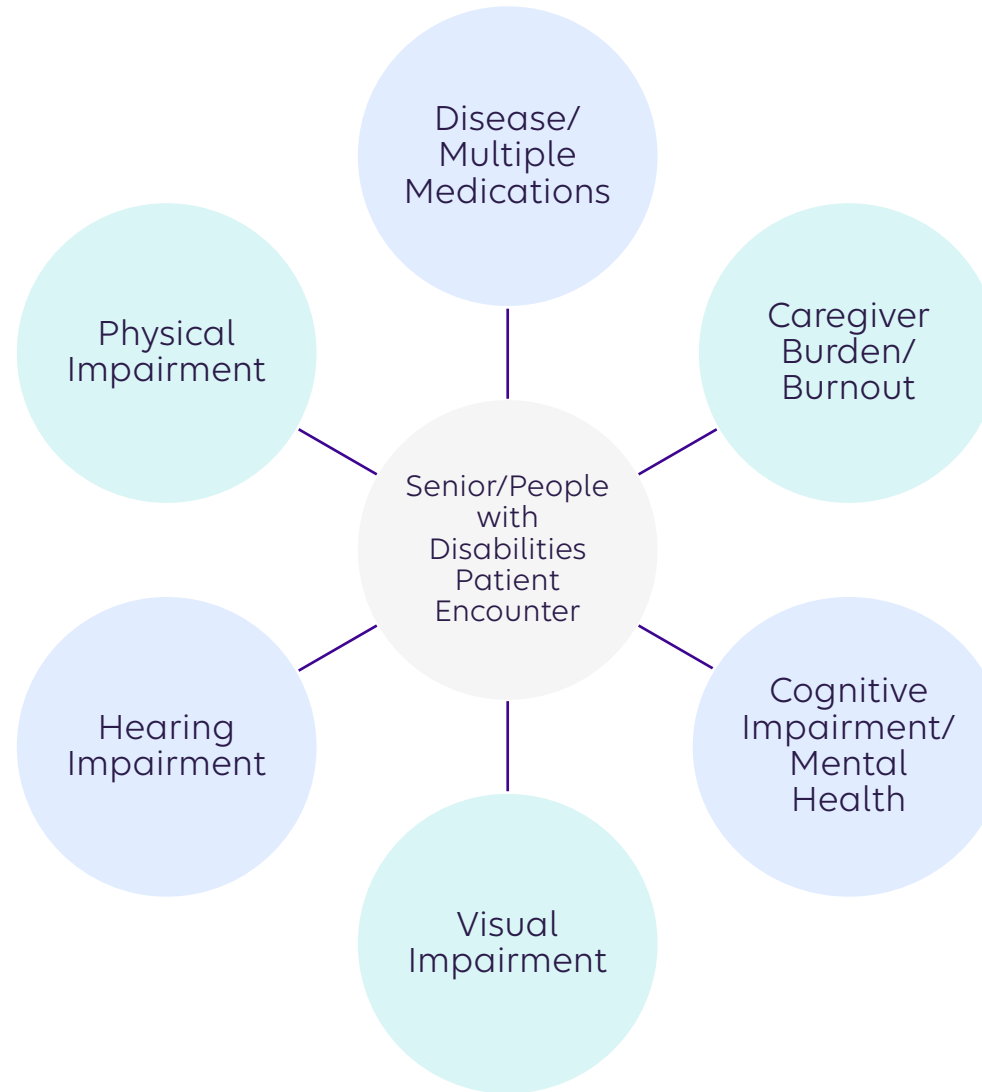 Disease/
Multiple
Medications
Physical
Impairment
Caregiver
Burden/
Burnout
Senior/People
with
Disabilities
Patient
Encounter
Hearing
Impairment
Cognitive
Impairment/
Mental
Health
Visual
Impairment